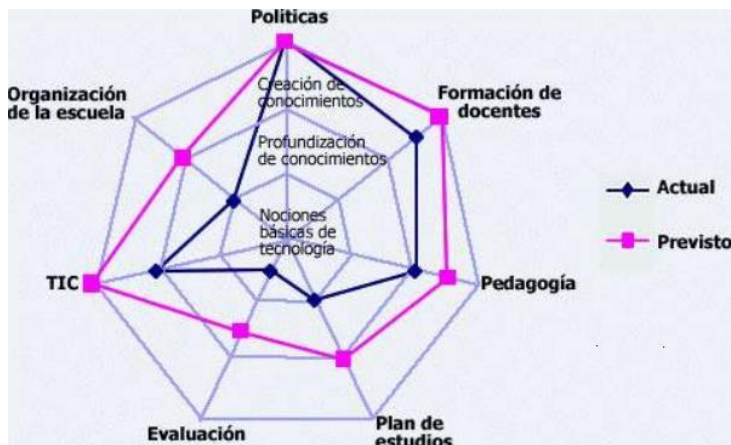 Políticas
Creación de
conocimientos
Organización
de la escuela
Formación de
docentes
Profundización
de conocimientos
Nociones
básicas de
tecnología
Actual
Previsto
TIC
Pedagogía
Evaluación
Plan de
estudios